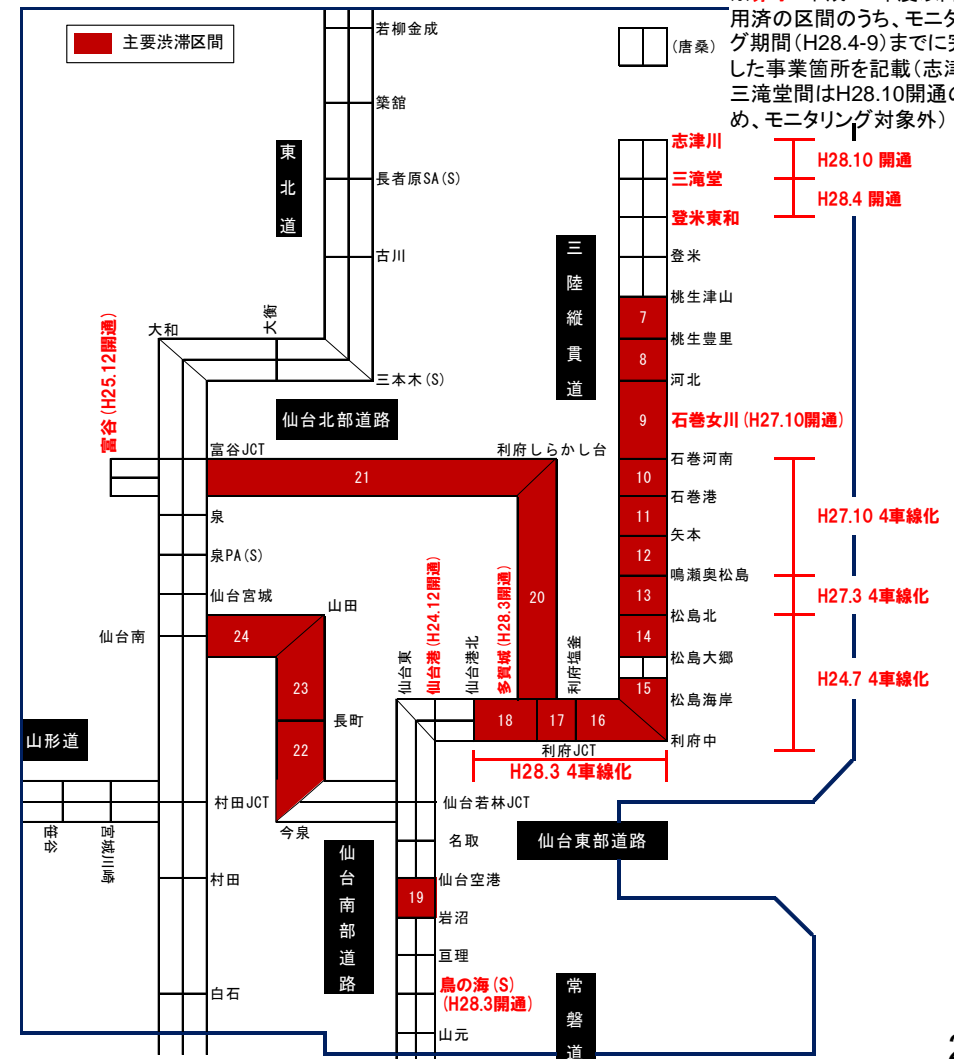 主要渋滞区間
用済の区間のうち、モニタ
グ期間(H28.4-9)までに完
した事業箇所を記載(志津
三滝堂間はH28.10開通の
め、モニタリング対象外)
若柳金成
(唐桑)
築館
東北道
長者原SA(S)
古川
大和
大衡
三本木(S)
富谷(H25.12開通)
仙台北部道路
三陸縦貫道
志津川
三滝堂
登米東和
登米
桃生津山
桃生豊里
河北
石巻女川(H27.10開通)
石巻河南
石巻港
矢本
鳴瀬奥松島
松島北
松島大郷
松島海岸
利府中
H28.10 開通
H28.4 開通
H27.10 4車線化
H27.3 4車線化
H24.7 4車線化
7
8
9
10
11
12
13
14
15
16
17
18
富谷JCT
利府しらかし台
21
20
泉
泉PA(S)
仙台宮城
仙台南
山田
24
23
22
長町
今泉
仙台東
仙台港(H24.12開通)
仙台港北
多賀城(H28.3開通)
利府塩釜
利府JCT
H28.3 4車線化
山形道
村田JCT
笹谷
宮城川崎
村田
白石
仙台南部道路
仙台若林JCT
仙台東部道路
名取
仙台空港
19
岩沼
亘理
鳥の海(S)
(H28.3開通)
山元
常磐道